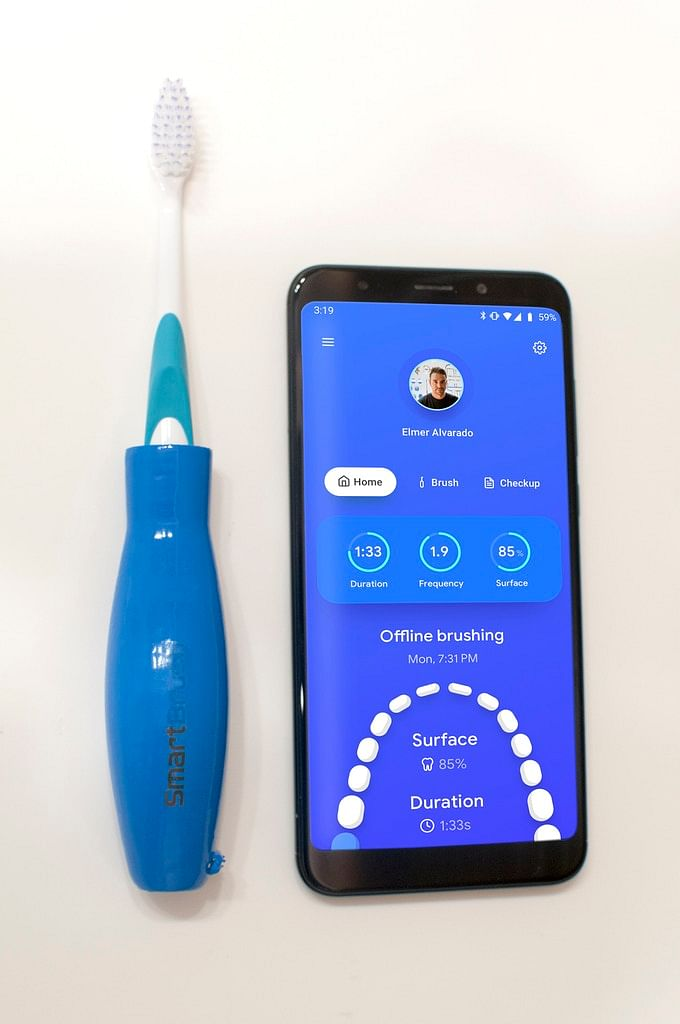 SmartBrush
3:19
59%
Elmer Alvarado
Home Brush Checkup
1:33 1.9 85%
Duration Frequency Surface
Offline brushing
Mon, 7:31 PM
Surface
85%
Duration
1:33s